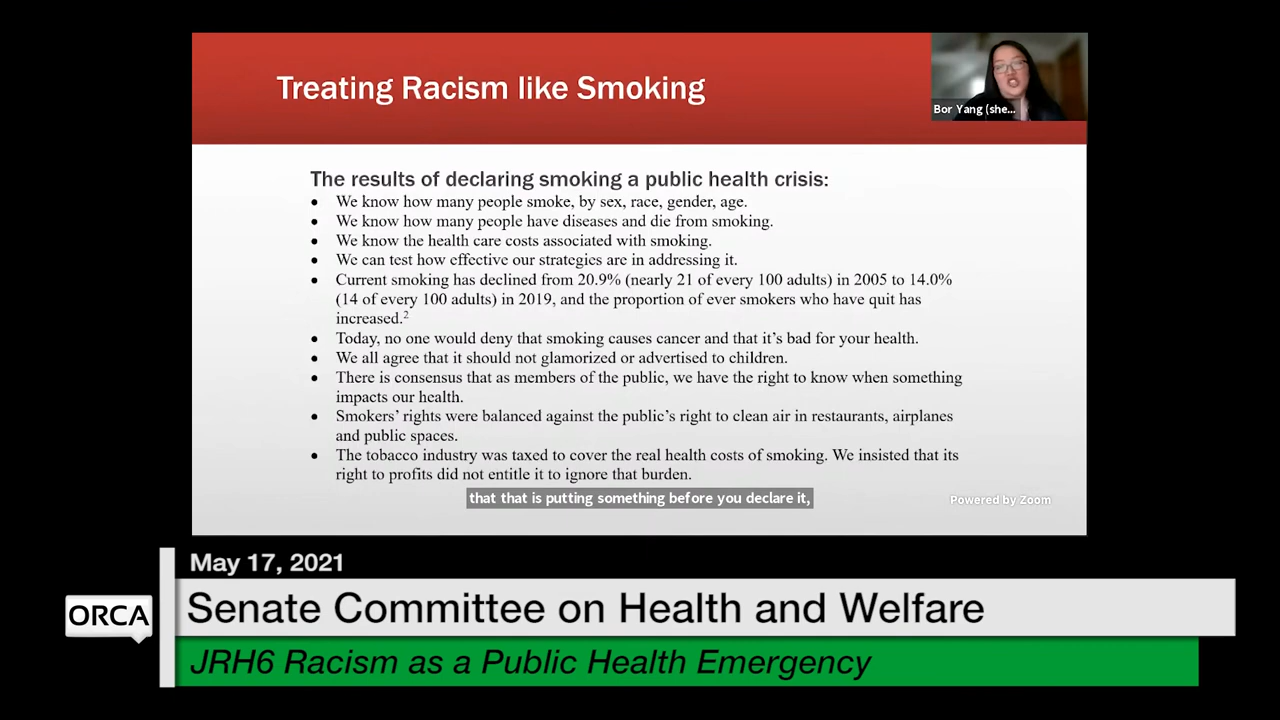 Treating Racism like Smoking
Bor Yang (she...
The results of declaring smoking a public health crisis:
• We know how many people smoke, by sex, race, gender, age.
• We know how many people have diseases and die from smoking.
• We know the health care costs associated with smoking.
• We can test how effective our strategies are in addressing it.
• Current smoking has declined from 20.9% (nearly 21 of every 100 adults) in 2005 to 14.0%
(14 of every 100 adults) in 2019, and the proportion of ever smokers who have quit has
increased.2
• Today, no one would deny that smoking causes cancer and that it's bad for your health.
• We all agree that it should not glamorized or advertised to children.
• There is consensus that as members of the public, we have the right to know when something
impacts our health.
• Smokers' rights were balanced against the public's right to clean air in restaurants, airplanes
and public spaces.
• The tobacco industry was taxed to cover the real health costs of smoking. We insisted that its
right to profits did not entitle it to ignore that burden.
that that is putting something before you declare it,
Powered by Zoom
May 17, 2021
ORCA
Senate Committee on Health and Welfare
JRH6 Racism as a Public Health Emergency